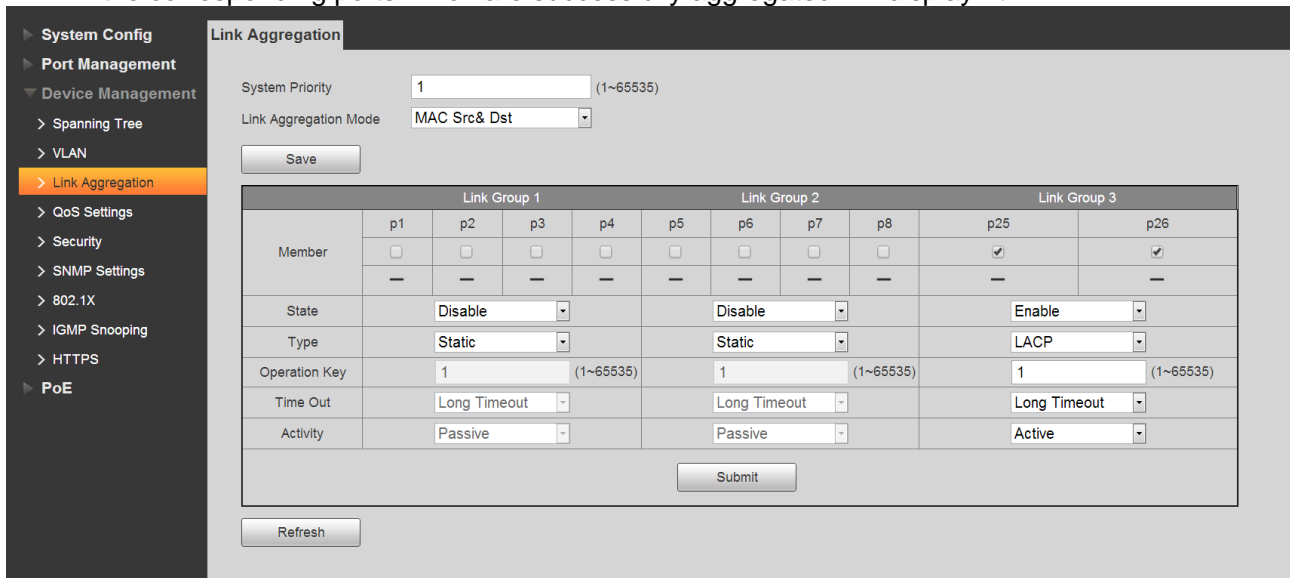 System Config
Port Management
Device Management
Spanning Tree
VLAN
Link Aggregation
QoS Settings
Security
SNMP Settings
802.1X
IGMP Snooping
HTTPS
PoE
Link Aggregation
System Priority 1 (1~65535)
Link Aggregation Mode MAC Src& Dst
Save
Link Group 1 Link Group 2 Link Group 3
p1 p2 p3 p4 p5 p6 p7 p8 p25 p26
Member
— — — — — — — — — —
State Disable Disable Enable
Type Static Static LACP
Operation Key 1 (1~65535) 1 (1~65535) 1 (1~65535)
Time Out Long Timeout Long Timeout Long Timeout
Activity Passive Passive Active
Submit
Refresh